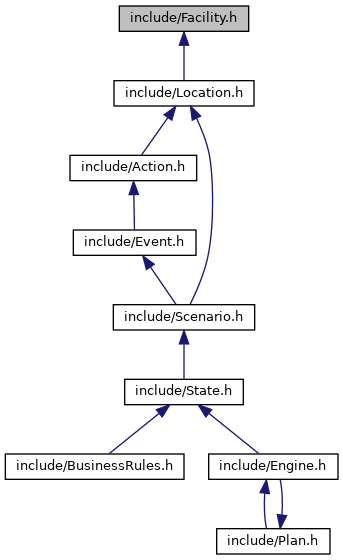 include/Facility.h
include/Location.h
include/Action.h
include/Event.h
include/Scenario.h
include/State.h
include/BusinessRules.h
include/Engine.h
include/Plan.h